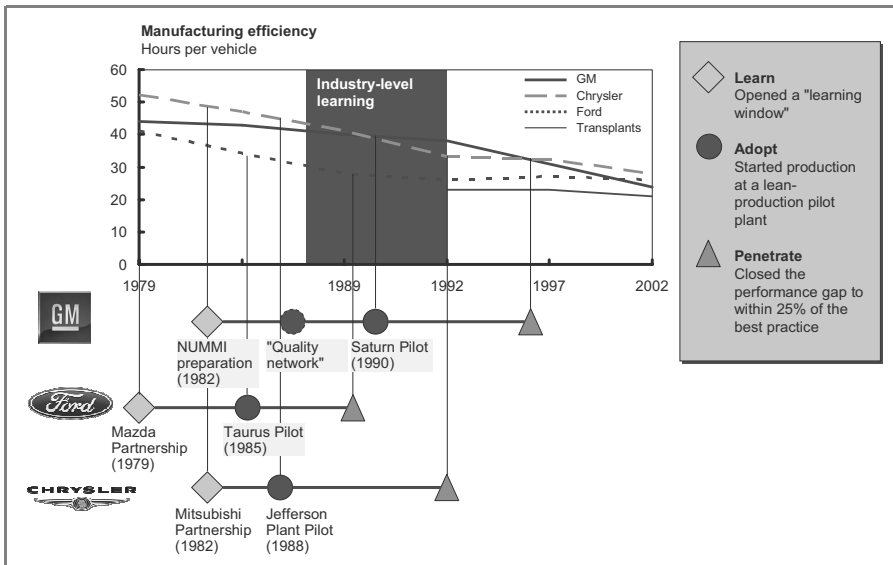 Manufacturing efficiency
Hours per vehicle
60
50
40
30
20
10
0
Industry-level
learning
GM
Chrysler
Ford
Transplants
1979
1989
1992
1997
2002
Learn
Opened a "learning
window"
Adopt
Started production
at a lean-
production pilot
plant
Penetrate
Closed the
performance gap to
within 25% of the
best practice
GM
NUMMI
preparation
(1982)
"Quality
network"
Saturn Pilot
(1990)
Ford
Mazda
Partnership
(1979)
Taurus Pilot
(1985)
CHRYSLER
Mitsubishi
Partnership
(1982)
Jefferson
Plant Pilot
(1988)